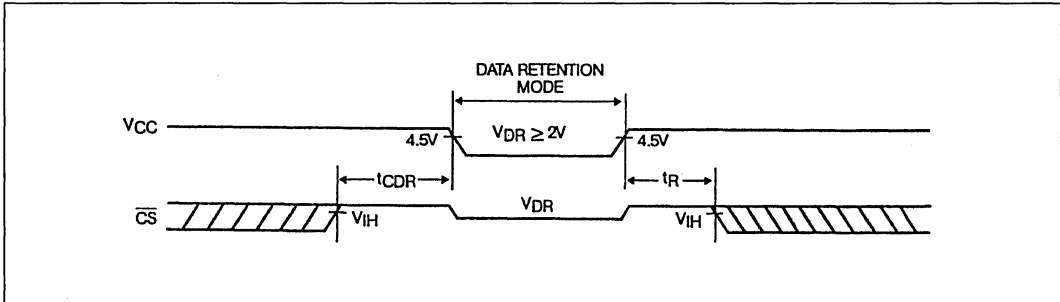 DATA RETENTION
MODE
VCC
4.5V
VDR ≥ 2V
4.5V
tCDR
tR
CS
VIH
VDR
VIH